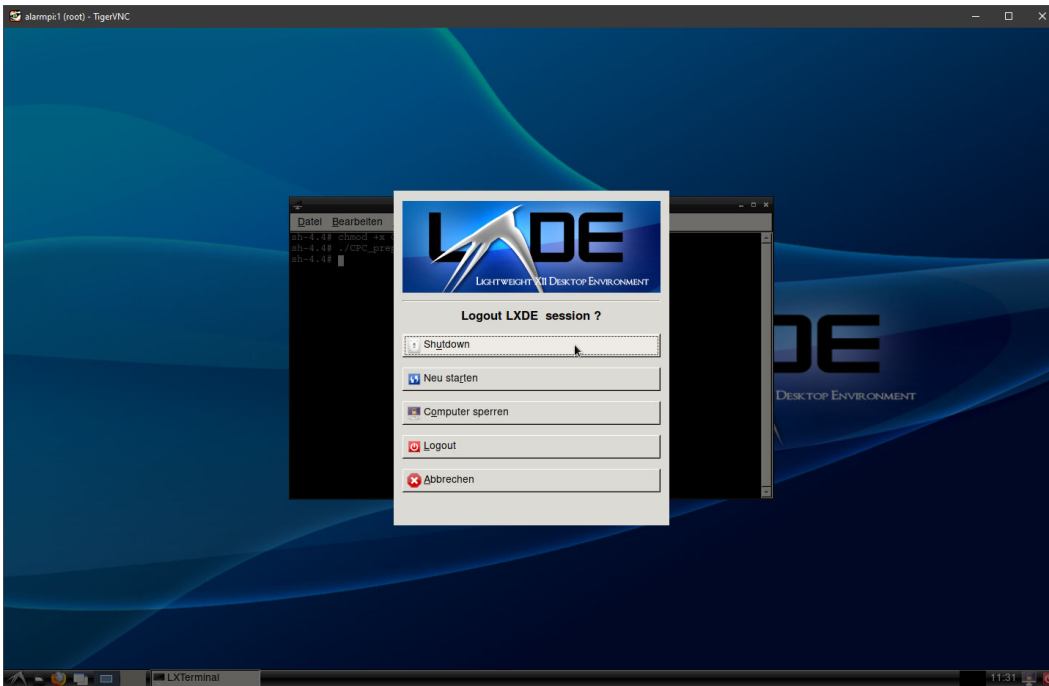 alarmpi:1 (root) - TigerVNC
Datei Bearbeiten
sh-4.4# chmod +x
sh-4.4# ./CPC_prep
sh-4.4#
LXDE
LIGHTWEIGHT X11 DESKTOP ENVIRONMENT
Logout LXDE session ?
Shutdown
Neu starten
Computer sperren
Logout
Abbrechen
DE
DESKTOP ENVIRONMENT
LXTerminal
11:31